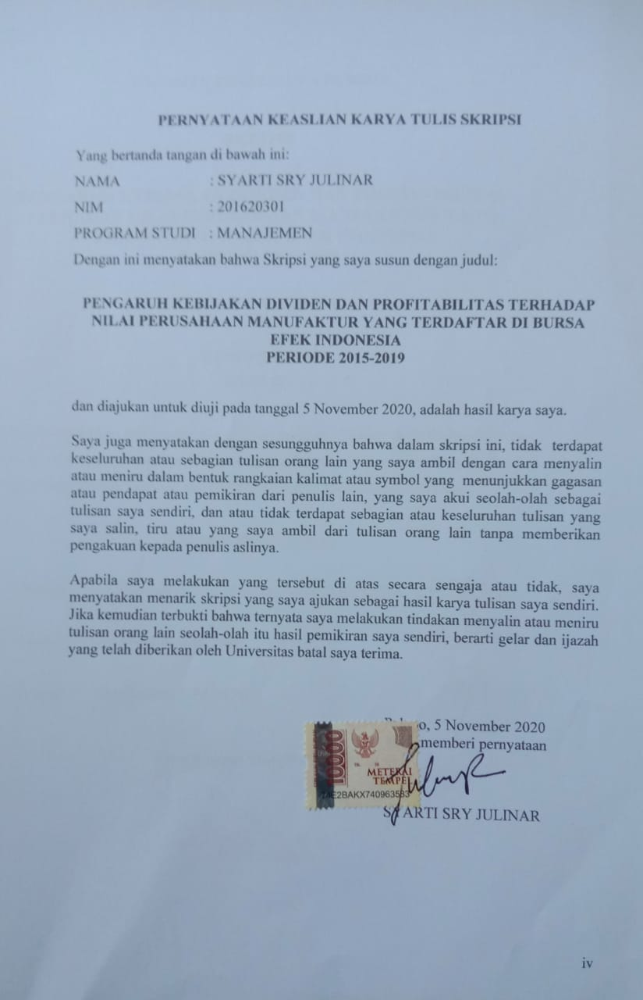 PERNYATAAN KEASLIAN KARYA TULIS SKRIPSI
Yang bertanda tangan di bawah ini:
NAMA : SYARTI SRY JULINAR
NIM : 201620301
PROGRAM STUDI : MANAJEMEN
Dengan ini menyatakan bahwa Skripsi yang saya susun dengan judul:
PENGARUH KEBIJAKAN DIVIDEN DAN PROFITABILITAS TERHADAP
NILAI PERUSAHAAN MANUFAKTUR YANG TERDAFTAR DI BURSA
EFEK INDONESIA
PERIODE 2015-2019
dan diajukan untuk diuji pada tanggal 5 November 2020, adalah hasil karya saya.
Saya juga menyatakan dengan sesungguhnya bahwa dalam skripsi ini, tidak terdapat
keseluruhan atau sebagian tulisan orang lain yang saya ambil dengan cara menyalin
atau meniru dalam bentuk rangkaian kalimat atau symbol yang menunjukkan gagasan
atau pendapat atau pemikiran dari penulis lain, yang saya akui seolah-olah sebagai
tulisan saya sendiri, dan atau tidak terdapat sebagian atau keseluruhan tulisan yang
saya salin, tiru atau yang saya ambil dari tulisan orang lain tanpa memberikan
pengakuan kepada penulis aslinya.
Apabila saya melakukan yang tersebut di atas secara sengaja atau tidak, saya
menyatakan menarik skripsi yang saya ajukan sebagai hasil karya tulisan saya sendiri.
Jika kemudian terbukti bahwa ternyata saya melakukan tindakan menyalin atau meniru
tulisan orang lain seolah-olah itu hasil pemikiran saya sendiri, berarti gelar dan ijazah
yang telah diberikan oleh Universitas batal saya terima.
5 November 2020
memberi pernyataan
10000
METERAI
TEMPEL
SYARTI SRY JULINAR
iv